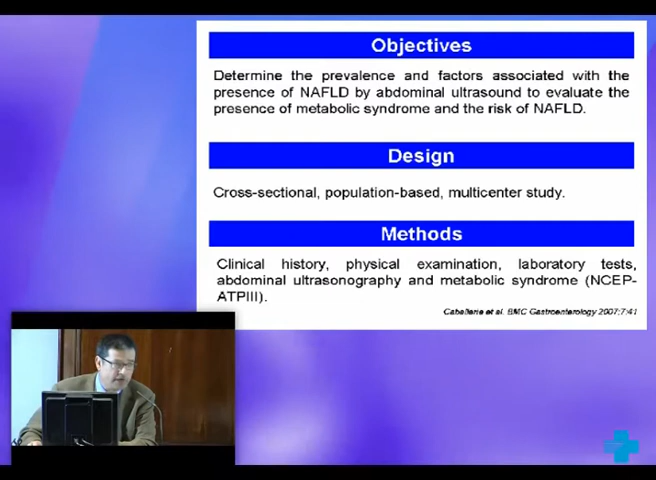 Objectives
Determine the prevalence and factors associated with the
presence of NAFLD by abdominal ultrasound to evaluate the
presence of metabolic syndrome and the risk of NAFLD.
Design
Cross-sectional, population-based, multicenter study.
Methods
Clinical history, physical examination, laboratory tests,
abdominal ultrasonography and metabolic syndrome (NCEP-
ATPIII).
Caballeria et al. BMC Gastroenterology 2007;7:41